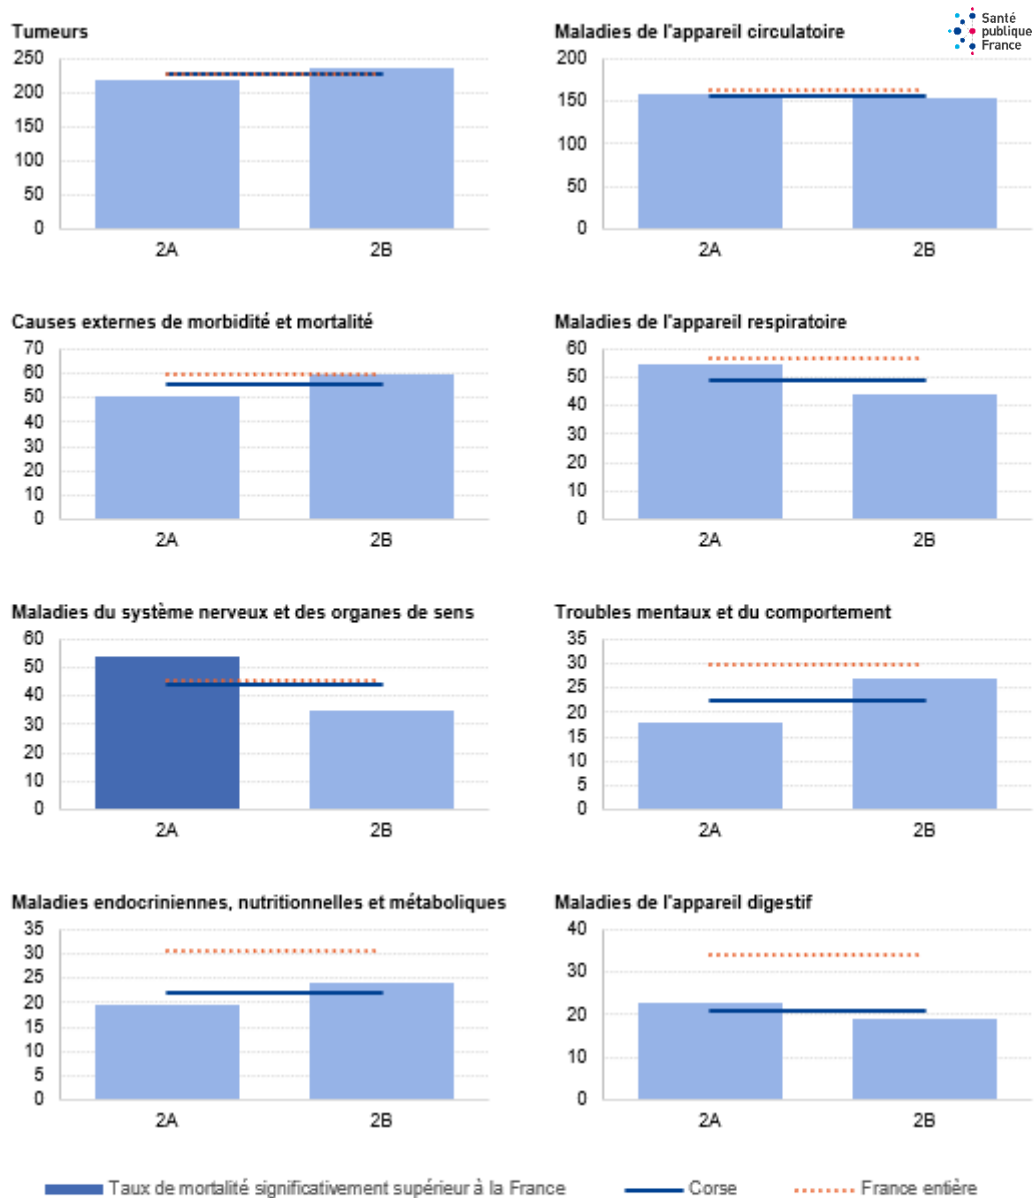 Santé
publique
France
Tumeurs
250
200
150
100
50
0
2A
2B
Maladies de l'appareil circulatoire
200
150
100
50
0
2A
2B
Causes externes de morbidité et mortalité
70
60
50
40
30
20
10
0
2A
2B
Maladies de l'appareil respiratoire
60
50
40
30
20
10
0
2A
2B
Maladies du système nerveux et des organes de sens
60
50
40
30
20
10
0
2A
2B
Troubles mentaux et du comportement
35
30
25
20
15
10
5
0
2A
2B
Maladies endocriniennes, nutritionnelles et métaboliques
35
30
25
20
15
10
5
0
2A
2B
Maladies de l'appareil digestif
40
30
20
10
0
2A
2B
Taux de mortalité significativement supérieur à la France
Corse
France entière